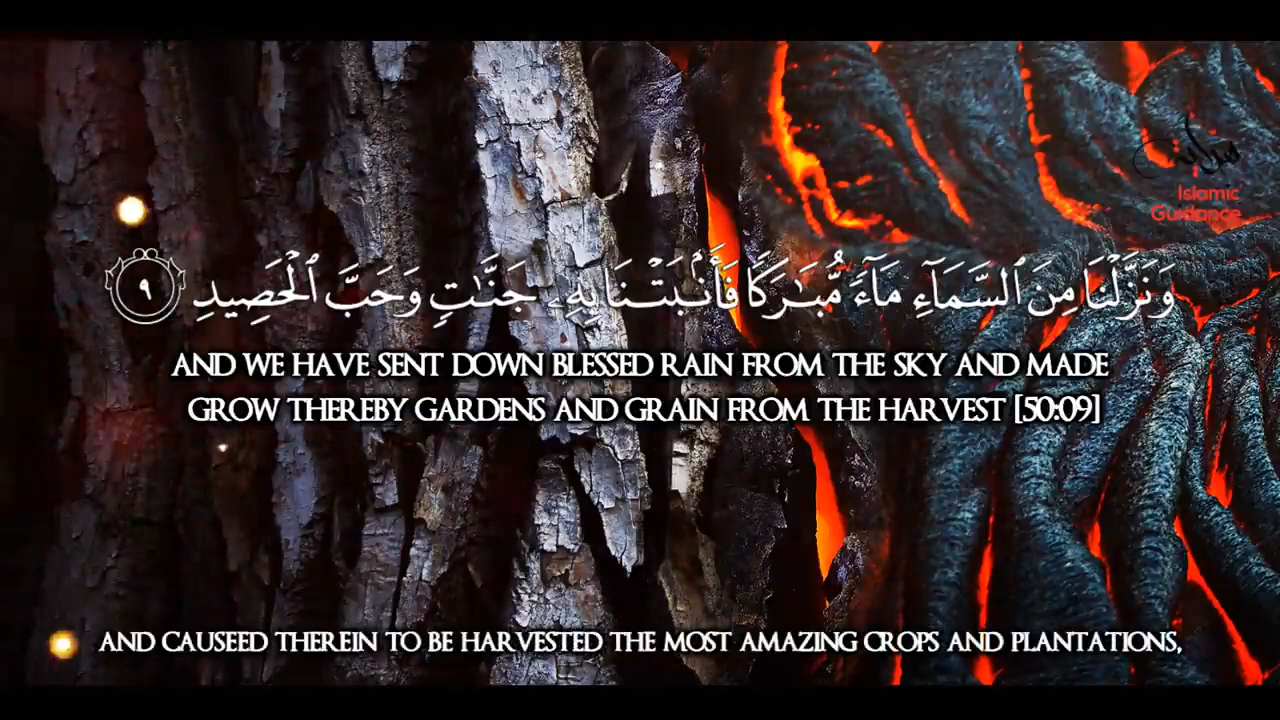 سراية
Islamic
Guidance
وَنَزَّلْنَا مِنَ ٱلسَّمَآءِ مَآءً مُّبَٰرَكًا فَأَنۢبَتْنَا بِهِۦ جَنَّٰتٍ وَحَبَّ ٱلْحَصِيدِ ٩
AND WE HAVE SENT DOWN BLESSED RAIN FROM THE SKY AND MADE
GROW THEREBY GARDENS AND GRAIN FROM THE HARVEST [50:09]
AND CAUSEED THEREIN TO BE HARVESTED THE MOST AMAZING CROPS AND PLANTATIONS,